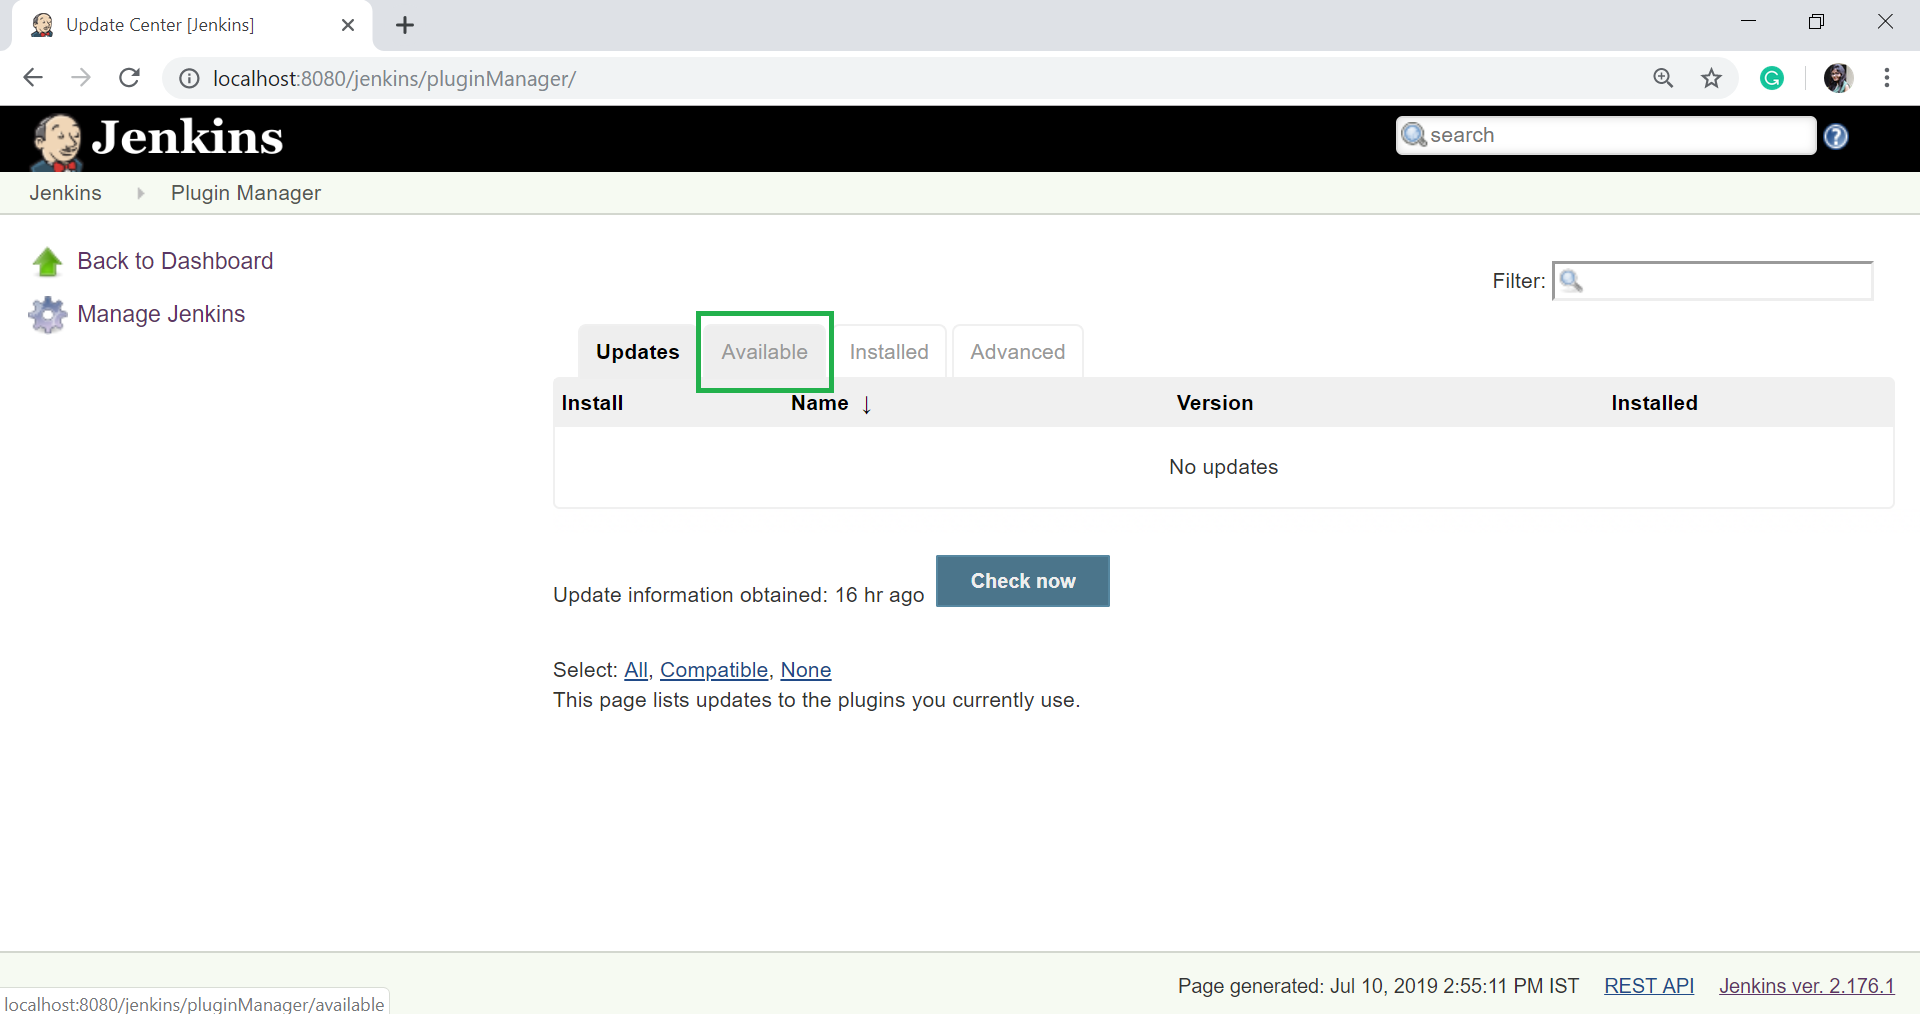 Update Center [Jenkins]
localhost:8080/jenkins/pluginManager/
Jenkins
search
Jenkins Plugin Manager
Back to Dashboard
Manage Jenkins
Filter:
Updates Available Installed Advanced
Install Name ↓ Version Installed
No updates
Update information obtained: 16 hr ago Check now
Select: All, Compatible, None
This page lists updates to the plugins you currently use.
Page generated: Jul 10, 2019 2:55:11 PM IST REST API Jenkins ver. 2.176.1
localhost:8080/jenkins/pluginManager/available